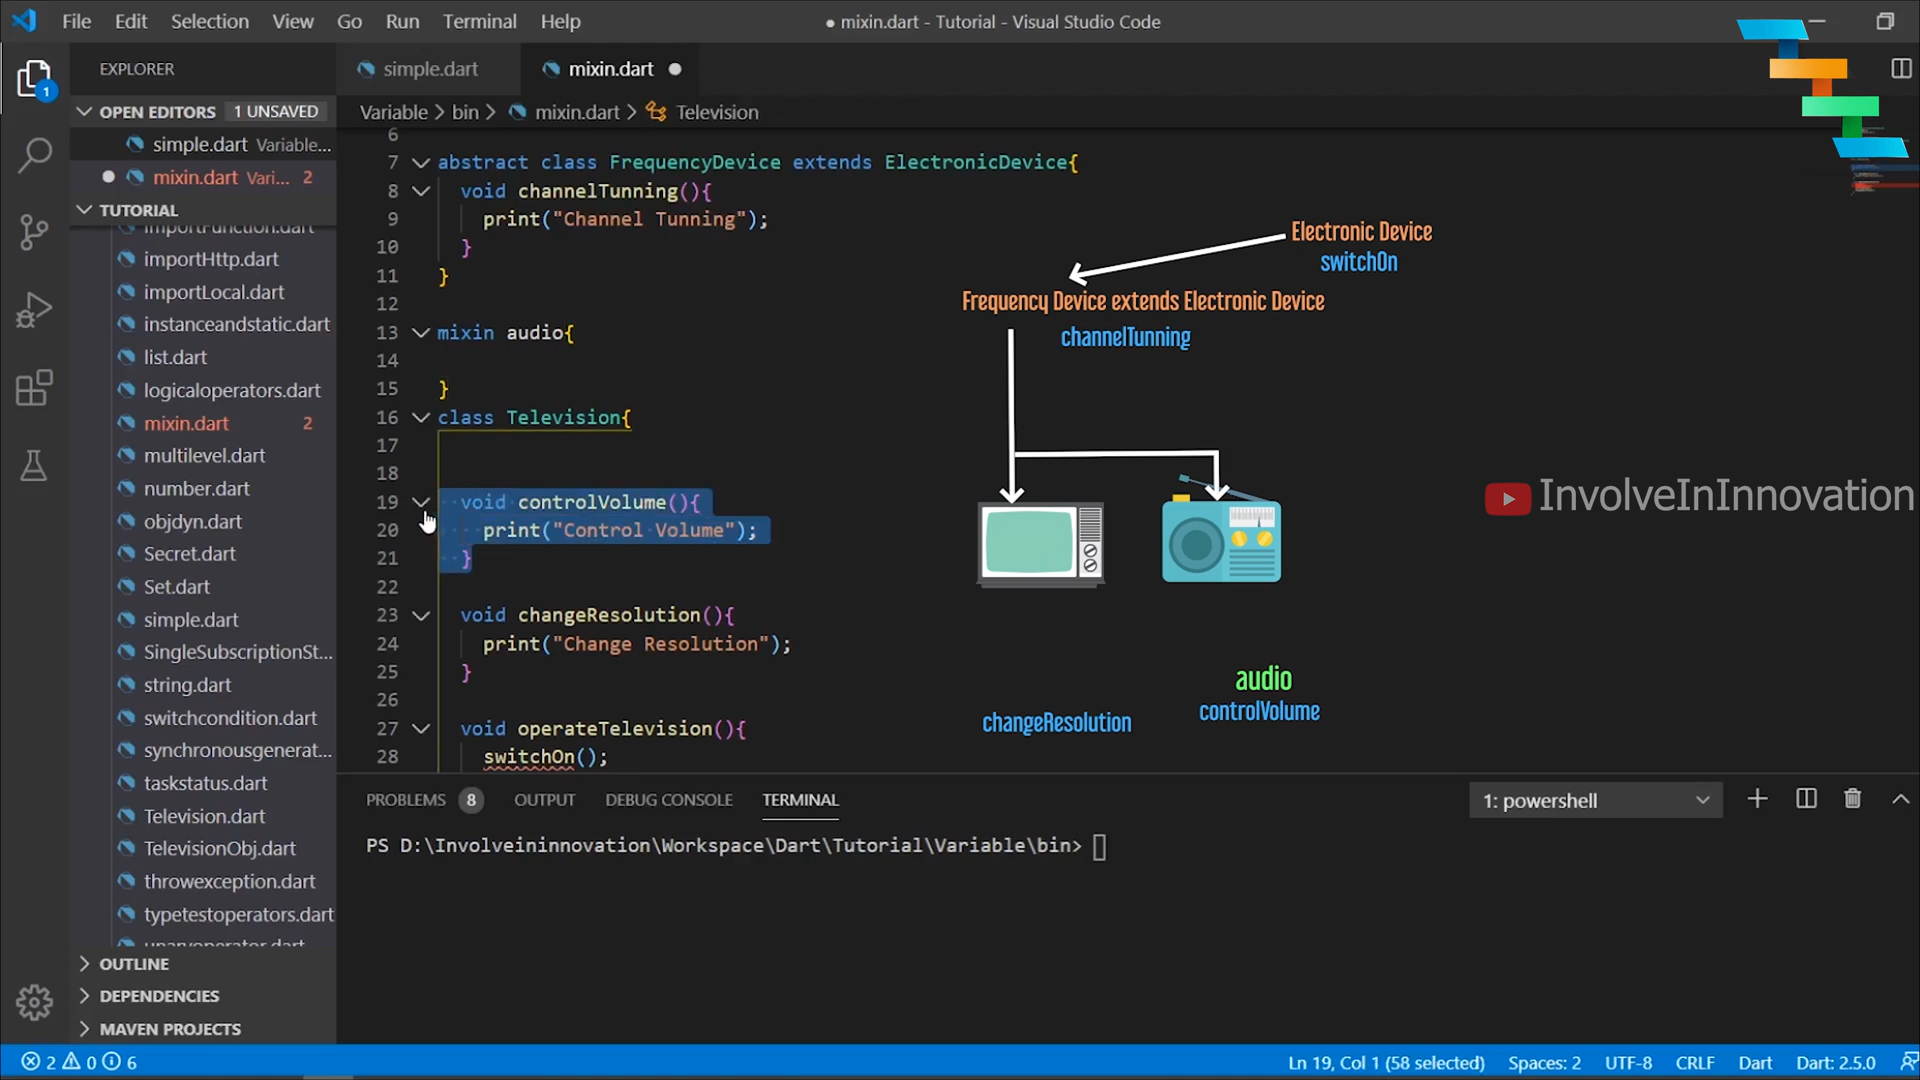 File Edit Selection View Go Run Terminal Help
● mixin.dart - Tutorial - Visual Studio Code
EXPLORER
OPEN EDITORS 1 UNSAVED
simple.dart Variable...
mixin.dart Vari... 2
TUTORIAL
importFunction.dart
importHttp.dart
importLocal.dart
instanceandstatic.dart
list.dart
logicaloperators.dart
mixin.dart 2
multilevel.dart
number.dart
objdyn.dart
Secret.dart
Set.dart
simple.dart
SingleSubscriptionSt...
string.dart
switchcondition.dart
synchronousgenerat...
taskstatus.dart
Television.dart
TelevisionObj.dart
throwexception.dart
typetestoperators.dart
unaryoperator.dart
OUTLINE
DEPENDENCIES
MAVEN PROJECTS
1
simple.dart
mixin.dart
Variable > bin > mixin.dart > Television
6
7 abstract class FrequencyDevice extends ElectronicDevice{
8 void channelTunning(){
9 print("Channel Tunning");
10 }
11 }
12
13 mixin audio{
14
15 }
16 class Television{
17
18
19 void controlVolume(){
20 print("Control Volume");
21 }
22
23 void changeResolution(){
24 print("Change Resolution");
25 }
26
27 void operateTelevision(){
28 switchOn();
Electronic Device
switchOn
Frequency Device extends Electronic Device
channelTunning
audio
controlVolume
changeResolution
InvolveInInnovation
PROBLEMS 8 OUTPUT DEBUG CONSOLE TERMINAL
1: powershell
PS D:\Involveininnovation\Workspace\Dart\Tutorial\Variable\bin>
2 0 6
Ln 19, Col 1 (58 selected) Spaces: 2 UTF-8 CRLF Dart Dart: 2.5.0